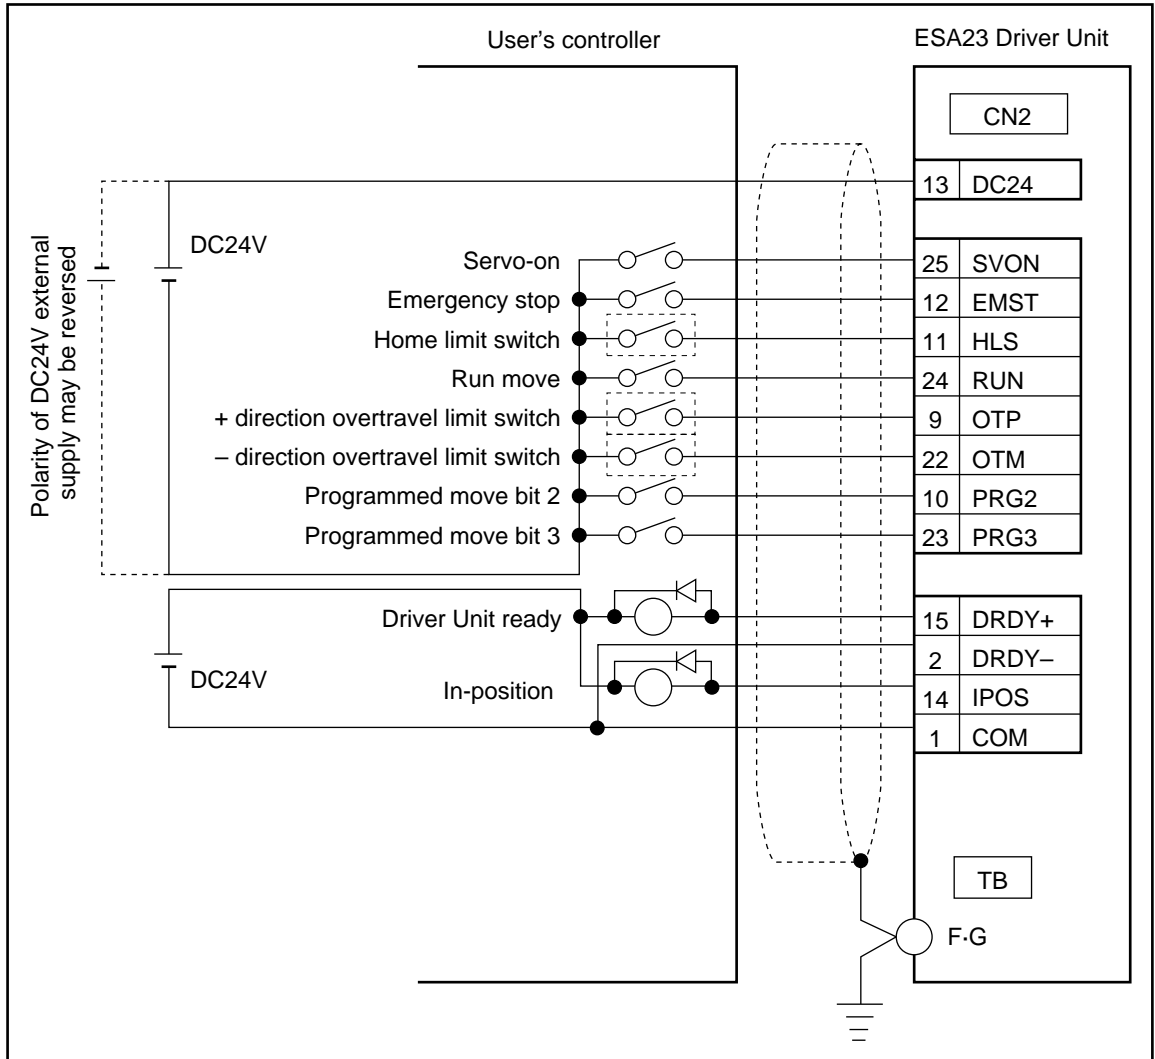 User's controller
ESA23 Driver Unit
CN2
13 DC24
Polarity of DC24V external
supply may be reversed
DC24V
Servo-on
25 SVON
Emergency stop
12 EMST
Home limit switch
11 HLS
Run move
24 RUN
+ direction overtravel limit switch
9 OTP
– direction overtravel limit switch
22 OTM
Programmed move bit 2
10 PRG2
Programmed move bit 3
23 PRG3
Driver Unit ready
15 DRDY+
2 DRDY–
DC24V
In-position
14 IPOS
1 COM
TB
F·G